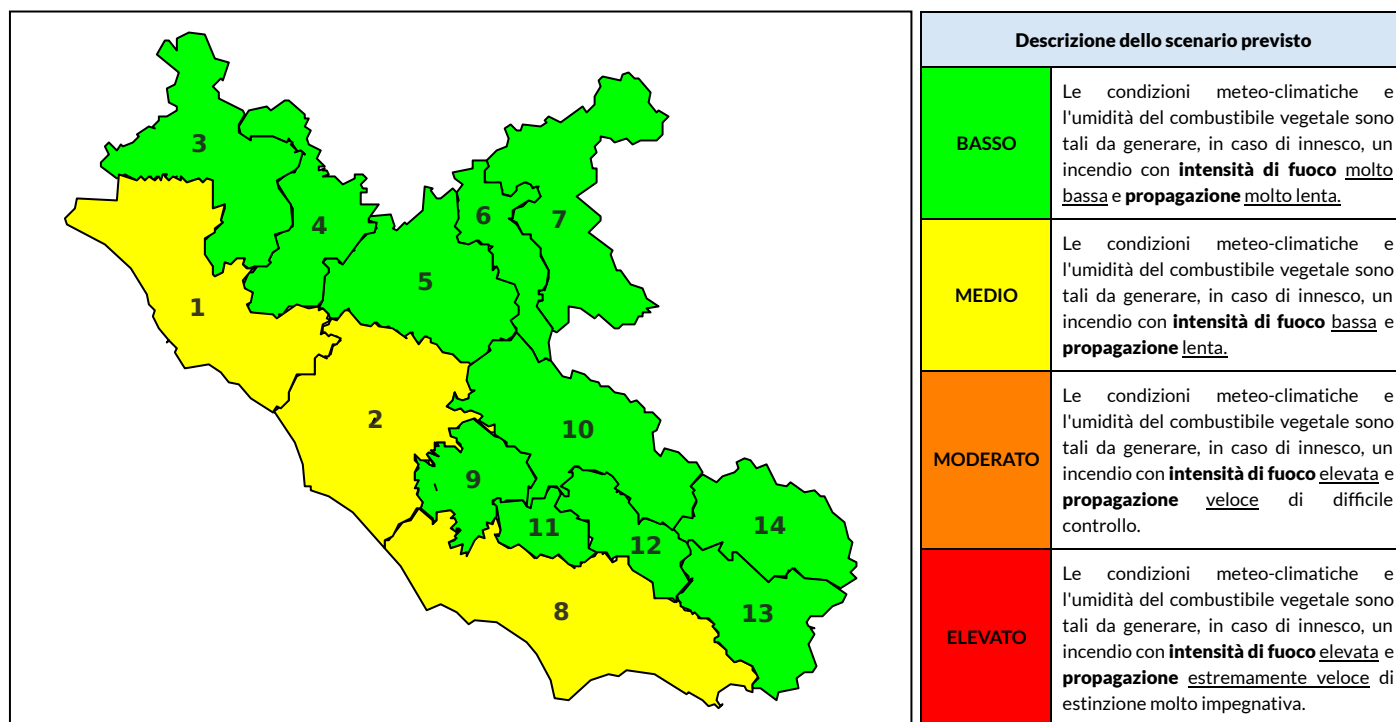 3
4
5
6
7
1
2
10
9
11
12
14
8
13
Descrizione dello scenario previsto
BASSO
Le condizioni meteo-climatiche e
l'umidità del combustibile vegetale sono
tali da generare, in caso di innesco, un
incendio con intensità di fuoco molto
bassa e propagazione molto lenta.
MEDIO
Le condizioni meteo-climatiche e
l'umidità del combustibile vegetale sono
tali da generare, in caso di innesco, un
incendio con intensità di fuoco bassa e
propagazione lenta.
MODERATO
Le condizioni meteo-climatiche e
l'umidità del combustibile vegetale sono
tali da generare, in caso di innesco, un
incendio con intensità di fuoco elevata e
propagazione veloce di difficile
controllo.
ELEVATO
Le condizioni meteo-climatiche e
l'umidità del combustibile vegetale sono
tali da generare, in caso di innesco, un
incendio con intensità di fuoco elevata e
propagazione estremamente veloce di
estinzione molto impegnativa.